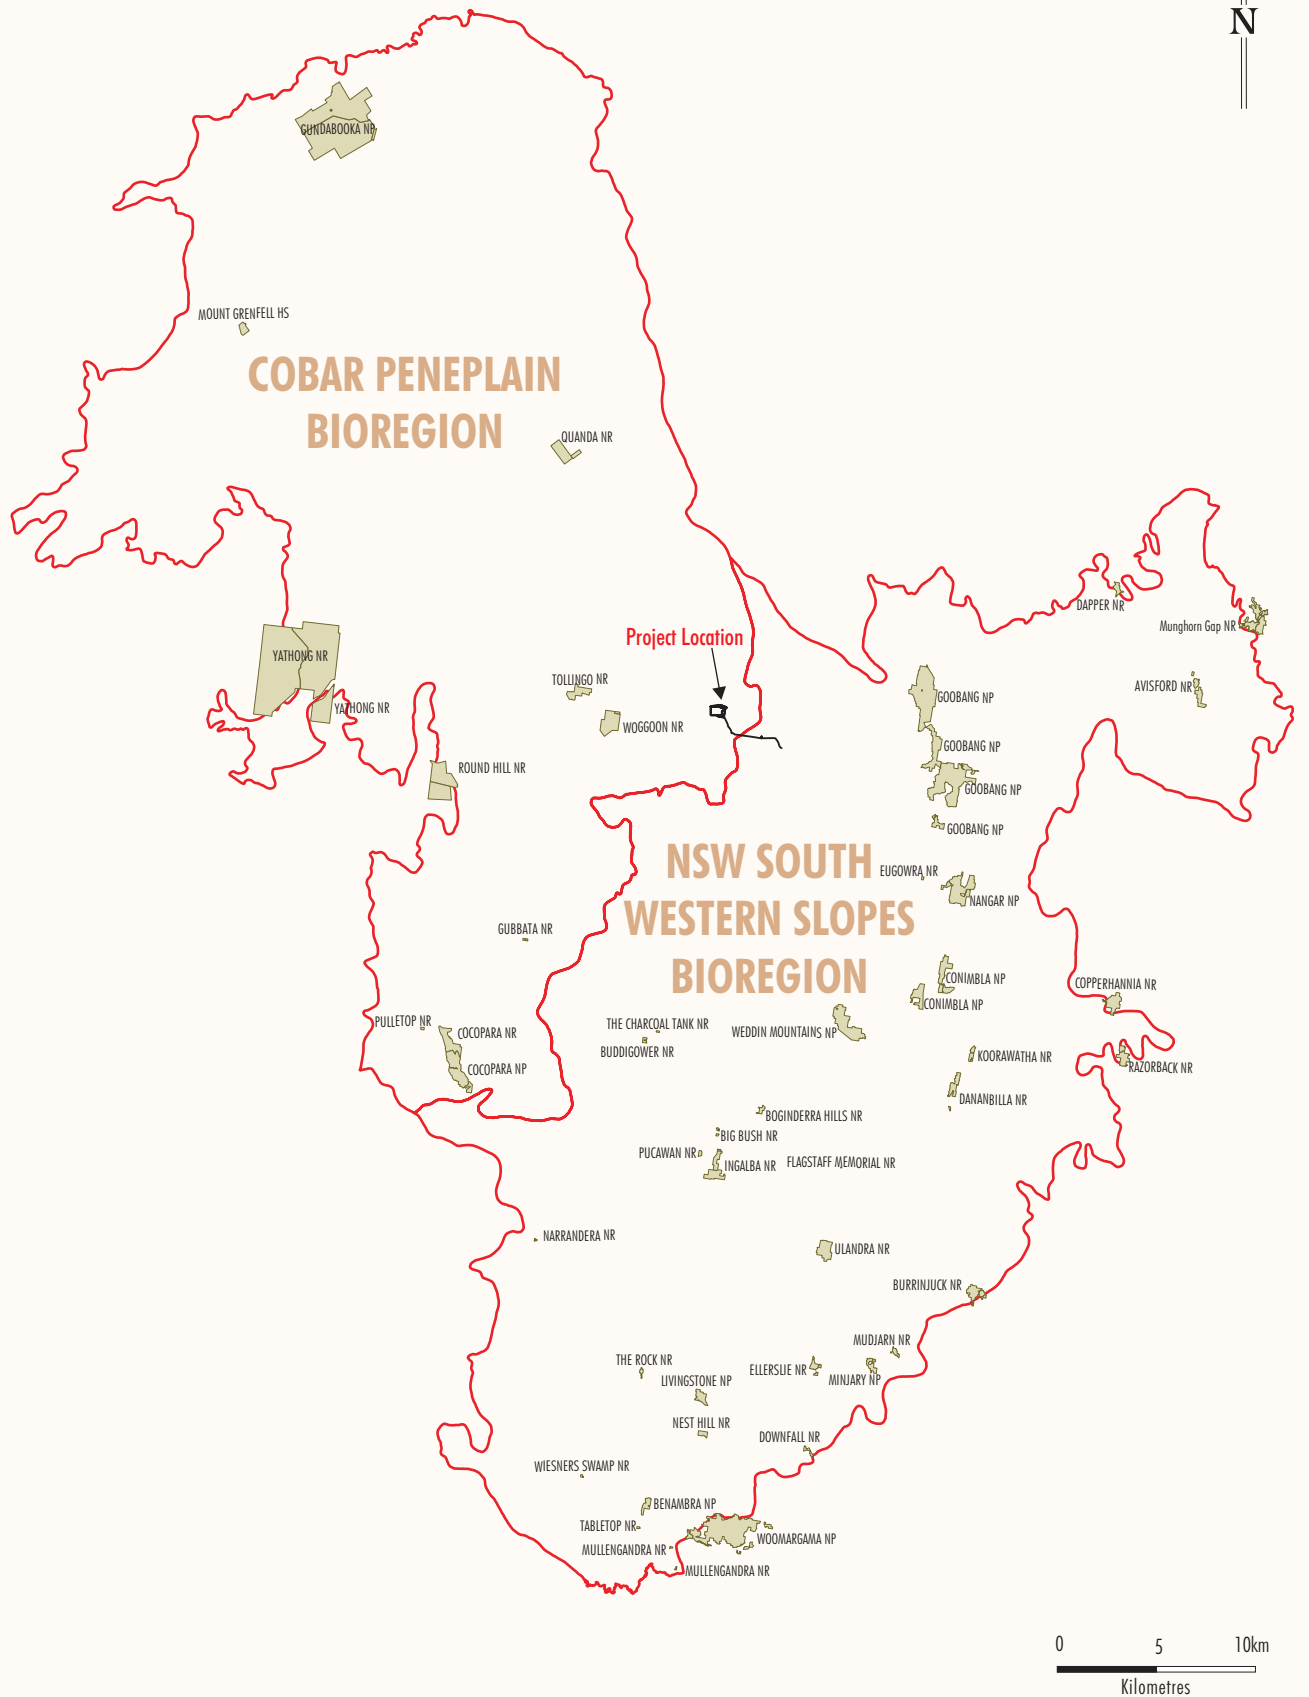 N
GUNDABOOKA NP
MOUNT GRENFELL HS
COBAR PENEPLAIN
BIOREGION
QUANDA NR
DAPPER NR
Munghorn Gap NR
Project Location
YATHONG NR
TOLLINGO NR
AVISFORD NR
GOOBANG NP
YATHONG NR
WOGGOON NR
GOOBANG NP
ROUND HILL NR
GOOBANG NP
GOOBANG NP
NSW SOUTH
WESTERN SLOPES
BIOREGION
EUGOWRA NR
NANGAR NP
GUBBATA NR
CONIMBLA NP
COPPERHANNIA NR
CONIMBLA NP
PULLETOP NR
COCOPARA NR
THE CHARCOAL TANK NR
WEDDIN MOUNTAINS NP
BUDDIGOWER NR
KOORAWATHA NR
COCOPARA NP
RAZORBACK NR
DANANBILLA NR
BOGINDERRA HILLS NR
BIG BUSH NR
PUCAWAN NR
INGALBA NR
FLAGSTAFF MEMORIAL NR
NARRANDERA NR
ULANDRA NR
BURRINJUCK NR
MUDJARN NR
THE ROCK NR
ELLERSLIE NR
LIVINGSTONE NP
MINJARY NP
NEST HILL NR
DOWNFALL NR
WIESNERS SWAMP NR
BENAMBRA NP
TABLETOP NR
WOOMARGAMA NP
MULLENGANDRA NR
MULLENGANDRA NR
0 5 10km
Kilometres